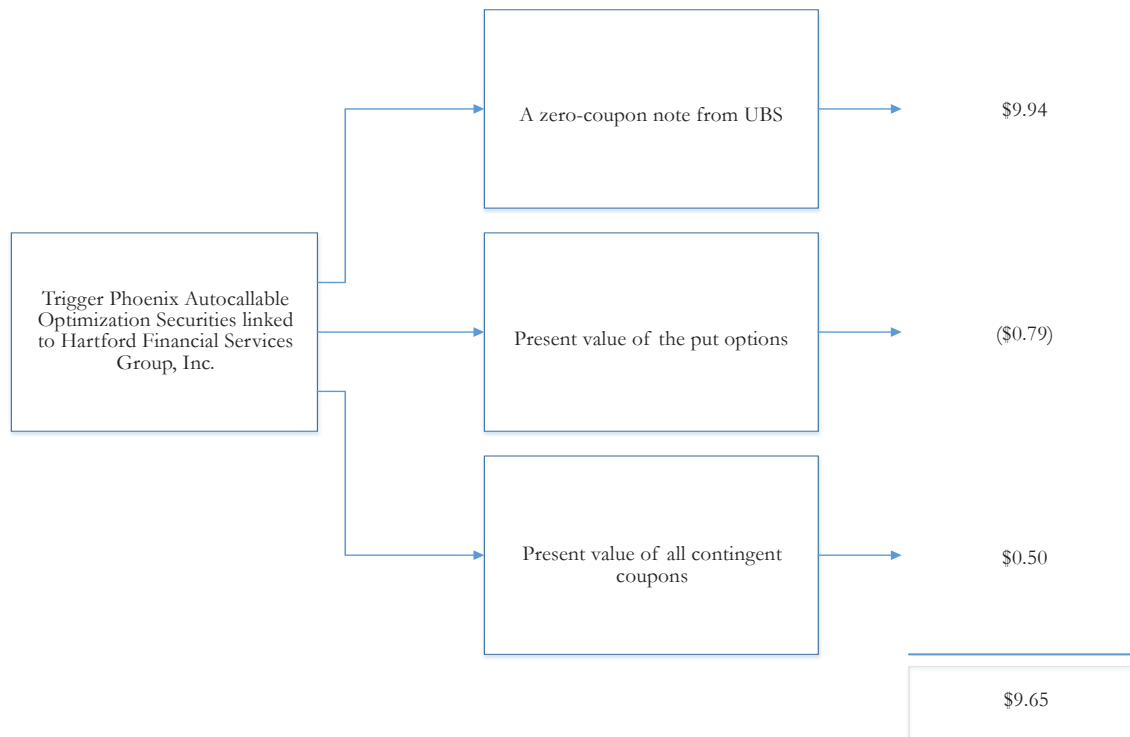 A zero-coupon note from UBS
$9.94
Trigger Phoenix Autocallable
Optimization Securities linked
to Hartford Financial Services
Group, Inc.
Present value of the put options
($0.79)
Present value of all contingent
coupons
$0.50
$9.65